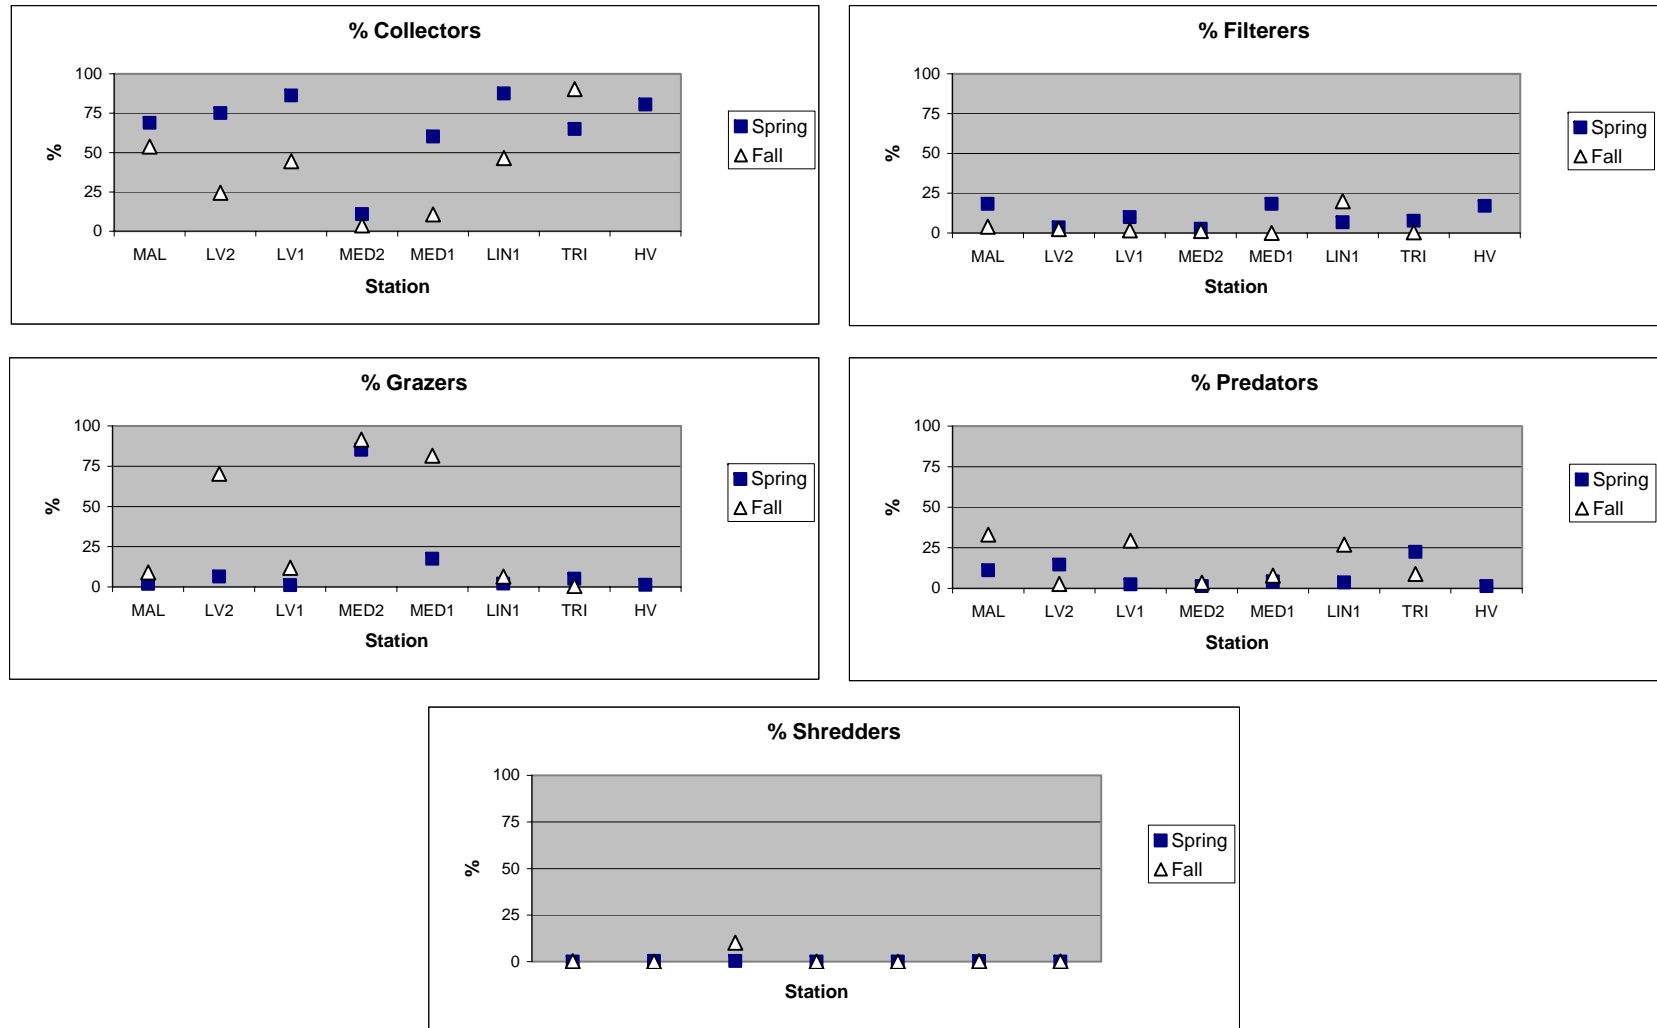 % Collectors
100
75
50
25
0
%
MAL LV2 LV1 MED2 MED1 LIN1 TRI HV
Station
Spring
Fall
% Filterers
100
75
50
25
0
%
MAL LV2 LV1 MED2 MED1 LIN1 TRI HV
Station
Spring
Fall
% Grazers
100
75
50
25
0
%
MAL LV2 LV1 MED2 MED1 LIN1 TRI HV
Station
Spring
Fall
% Predators
100
75
50
25
0
%
MAL LV2 LV1 MED2 MED1 LIN1 TRI HV
Station
Spring
Fall
% Shredders
100
75
50
25
0
%
Station
Spring
Fall